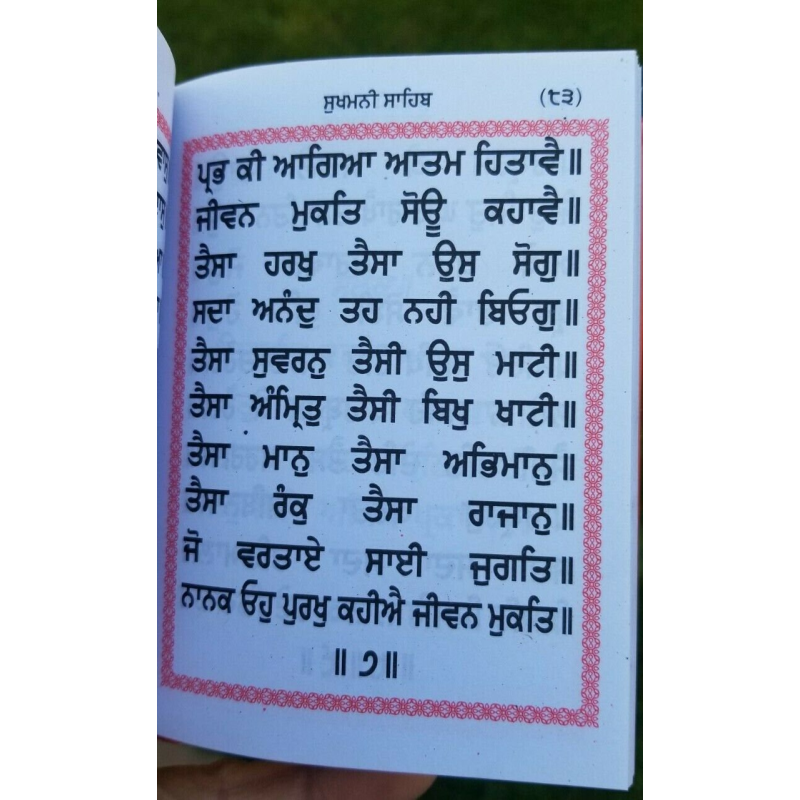 ਸੁਖਮਨੀ ਸਾਹਿਬ (੮੩)
ਪ੍ਰਭ ਕੀ ਆਗਿਆ ਆਤਮ ਹਿਤਾਵੈ॥
ਜੀਵਨ ਮੁਕਤਿ ਸੋਊ ਕਹਾਵੈ॥
ਤੈਸਾ ਹਰਖੁ ਤੈਸਾ ਉਸੁ ਸੋਗੁ॥
ਸਦਾ ਅਨੰਦੁ ਤਹ ਨਹੀ ਬਿਓਗੁ॥
ਤੈਸਾ ਸੁਵਰਨੁ ਤੈਸੀ ਉਸੁ ਮਾਟੀ॥
ਤੈਸਾ ਅੰਮ੍ਰਿਤੁ ਤੈਸੀ ਬਿਖੁ ਖਾਟੀ॥
ਤੈਸਾ ਮਾਨੁ ਤੈਸਾ ਅਭਿਮਾਨੁ॥
ਤੈਸਾ ਰੰਕੁ ਤੈਸਾ ਰਾਜਾਨੁ॥
ਜੋ ਵਰਤਾਏ ਸਾਈ ਜੁਗਤਿ॥
ਨਾਨਕ ਓਹੁ ਪੁਰਖੁ ਕਹੀਐ ਜੀਵਨ ਮੁਕਤਿ॥
॥੭॥